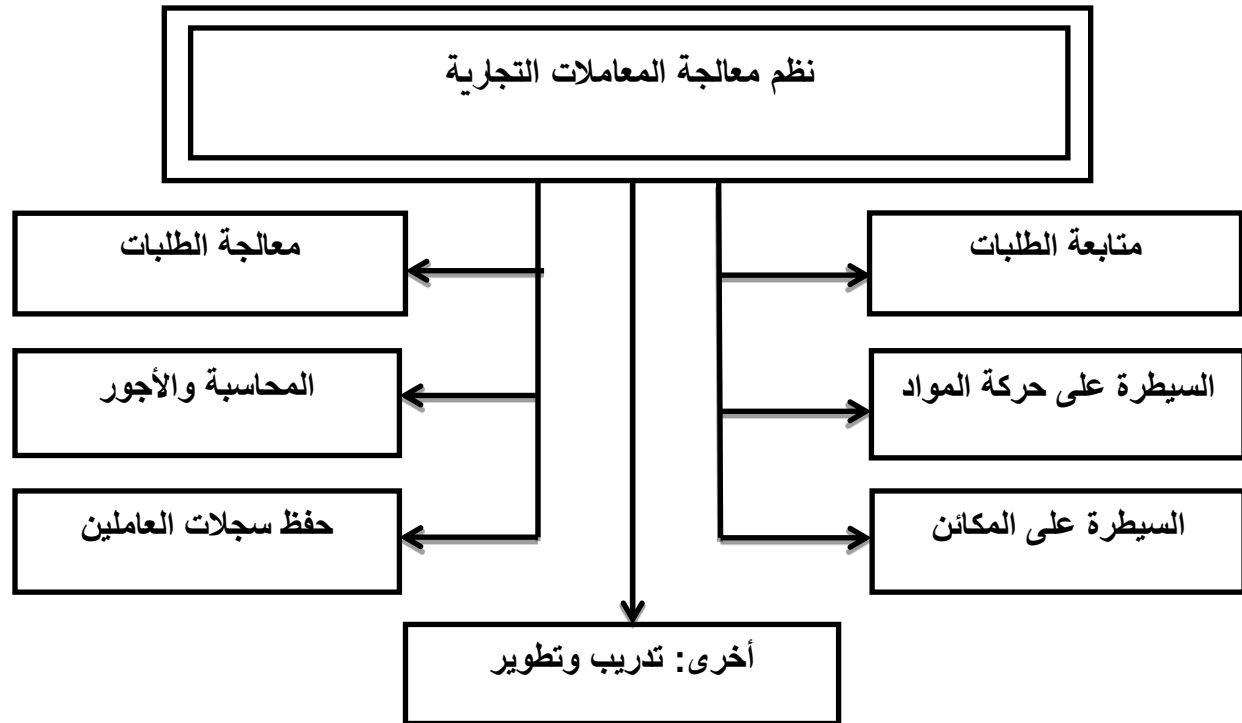 نظم معالجة المعاملات التجارية
متابعة الطلبات
معالجة الطلبات
السيطرة على حركة المواد
المحاسبة والأجور
السيطرة على المكائن
حفظ سجلات العاملين
أخرى: تدريب وتطوير